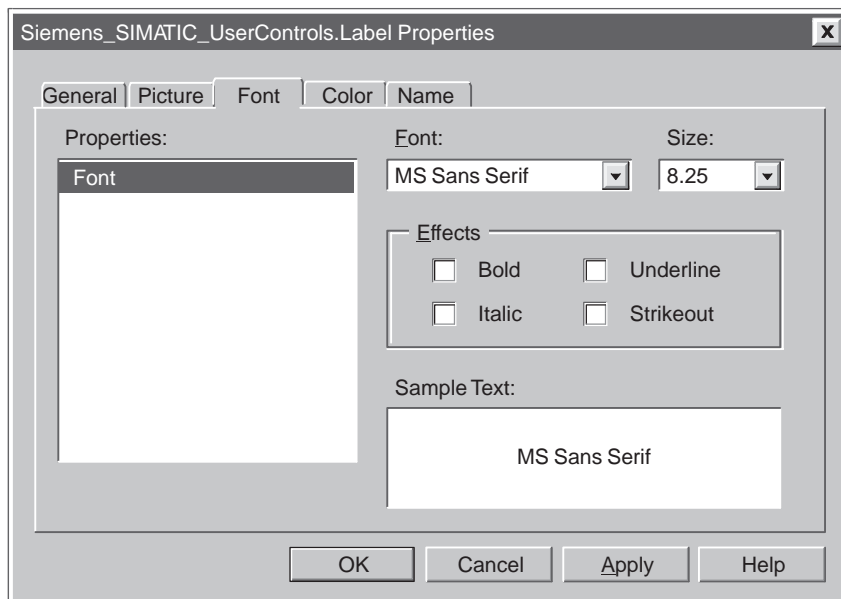 Siemens_SIMATIC_UserControls.Label Properties
X
General Picture Font Color Name
Properties:
Font
Font:
MS Sans Serif
Size:
8.25
Effects
Bold
Underline
Italic
Strikeout
Sample Text:
MS Sans Serif
OK Cancel Apply Help